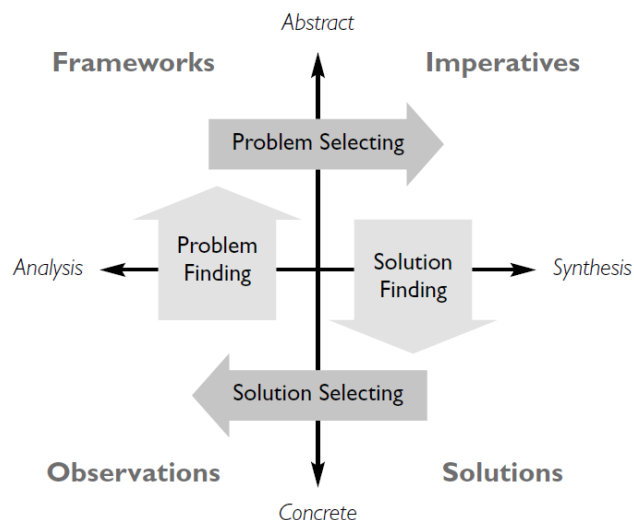 Abstract
Frameworks
Imperatives
Problem Selecting
Problem
Finding
Solution
Finding
Analysis
Synthesis
Solution Selecting
Observations
Solutions
Concrete